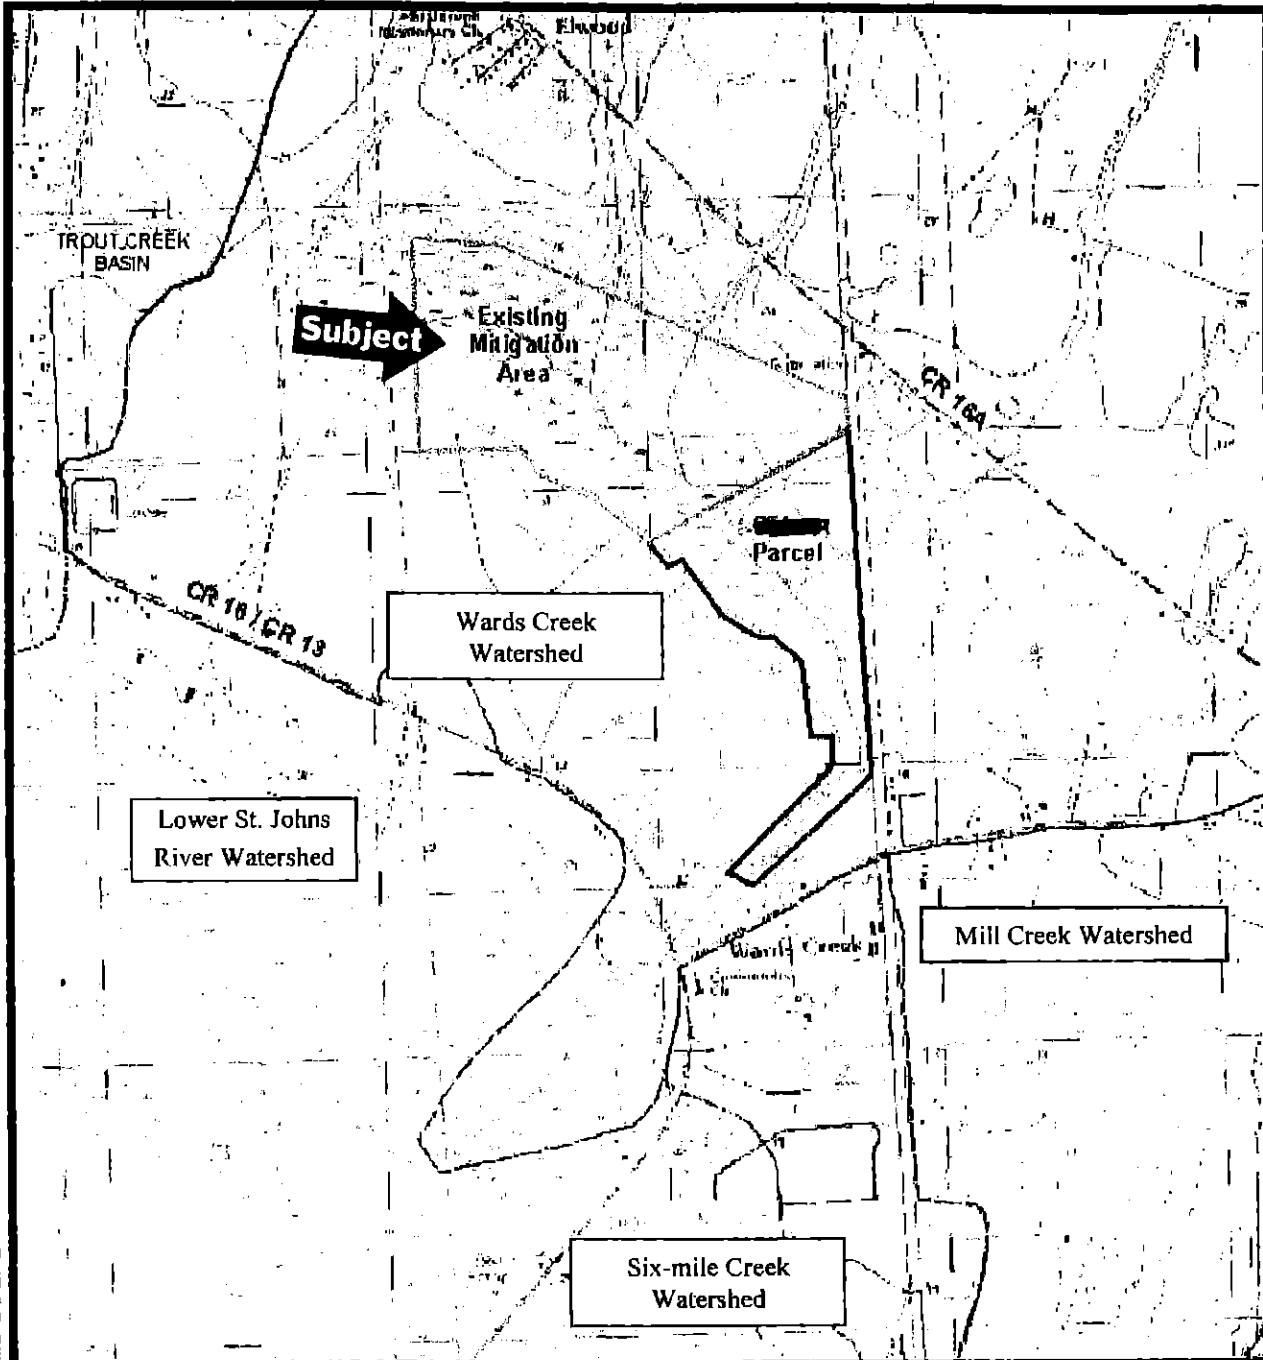 Elwood
TROUT CREEK
BASIN
Subject
Existing
Mitigation
Area
CR 16A
Parcel
CR 16 / CR 13
Wards Creek
Watershed
Lower St. Johns
River Watershed
Mill Creek Watershed
Wards Creek
Six-mile Creek
Watershed